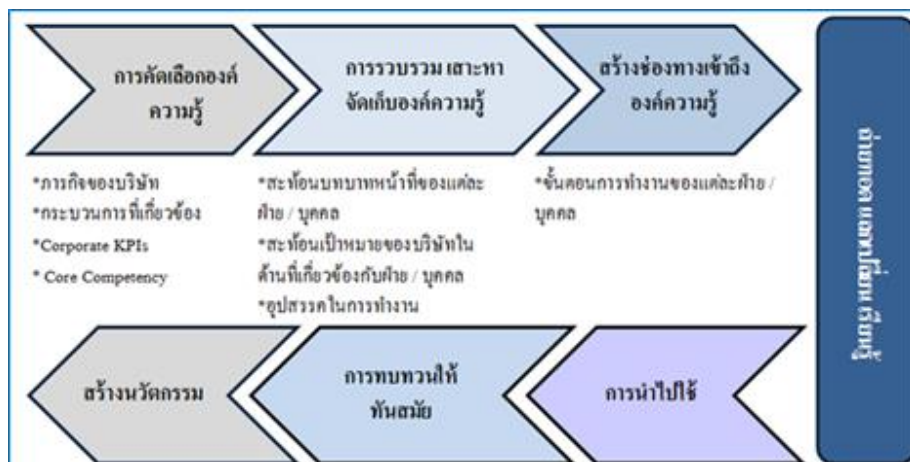 การคัดเลือกองค์
ความรู้
การรวบรวม เสาะหา
จัดเก็บองค์ความรู้
สร้างช่องทางเข้าถึง
องค์ความรู้
*ภารกิจของบริษัท
*กระบวนการที่เกี่ยวข้อง
*Corporate KPIs
* Core Competency
*สะท้อนบทบาทหน้าที่ของแต่ละ
ฝ่าย / บุคคล
*สะท้อนเป้าหมายของบริษัทใน
ด้านที่เกี่ยวข้องกับฝ่าย / บุคคล
*อุปสรรคในการทำงาน
*ขั้นตอนการทำงานของแต่ละฝ่าย /
บุคคล
ถ่ายทอด แลกเปลี่ยน เรียนรู้
การนำไปใช้
การทบทวนให้
ทันสมัย
สร้างนวัตกรรม